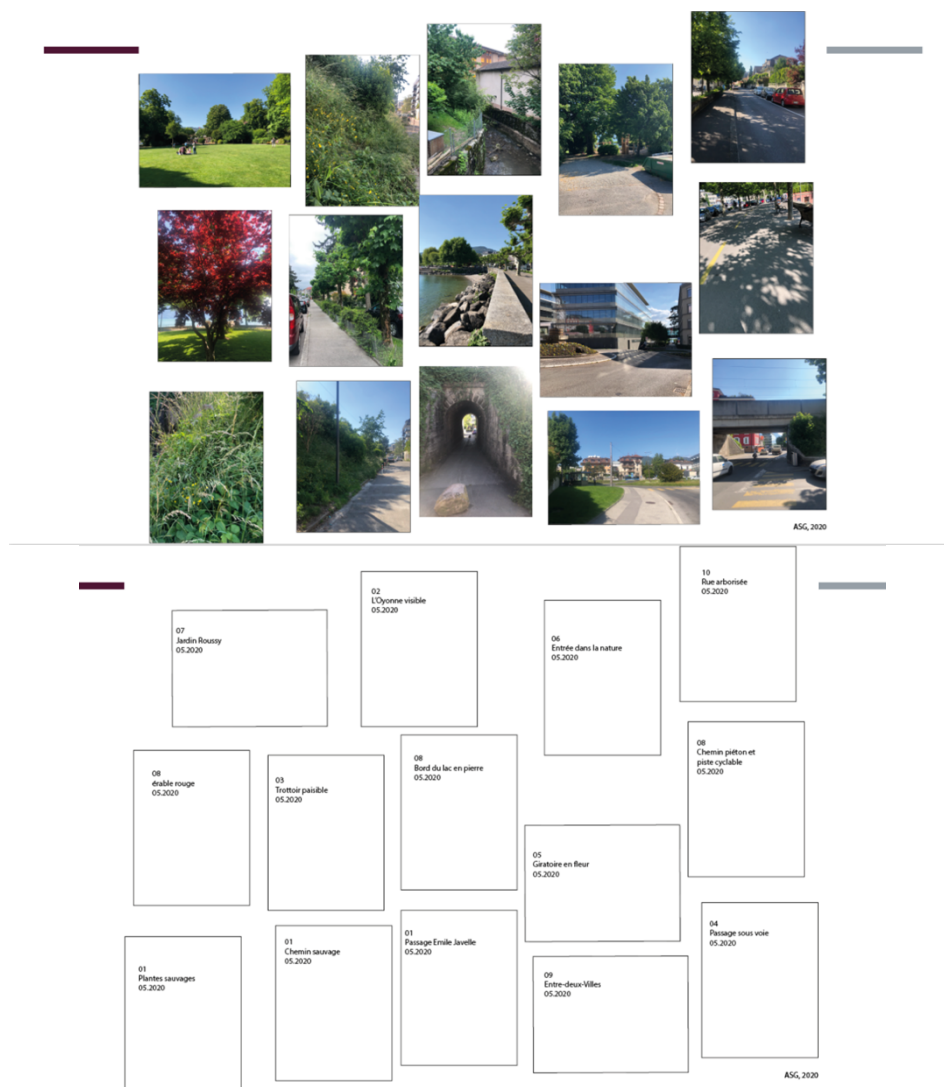 ASG, 2020
10
Rue arborisée
05.2020
02
L'Oyonne visible
05.2020
07
Jardin Roussy
05.2020
06
Entrée dans la nature
05.2020
08
érable rouge
05.2020
03
Trottoir paisible
05.2020
08
Bord du lac en pierre
05.2020
08
Chemin piéton et
piste cyclable
05.2020
05
Giratoire en fleur
05.2020
01
Plantes sauvages
05.2020
01
Chemin sauvage
05.2020
01
Passage Emile Javelle
05.2020
09
Entre-deux-Villes
05.2020
04
Passage sous voie
05.2020
ASG, 2020